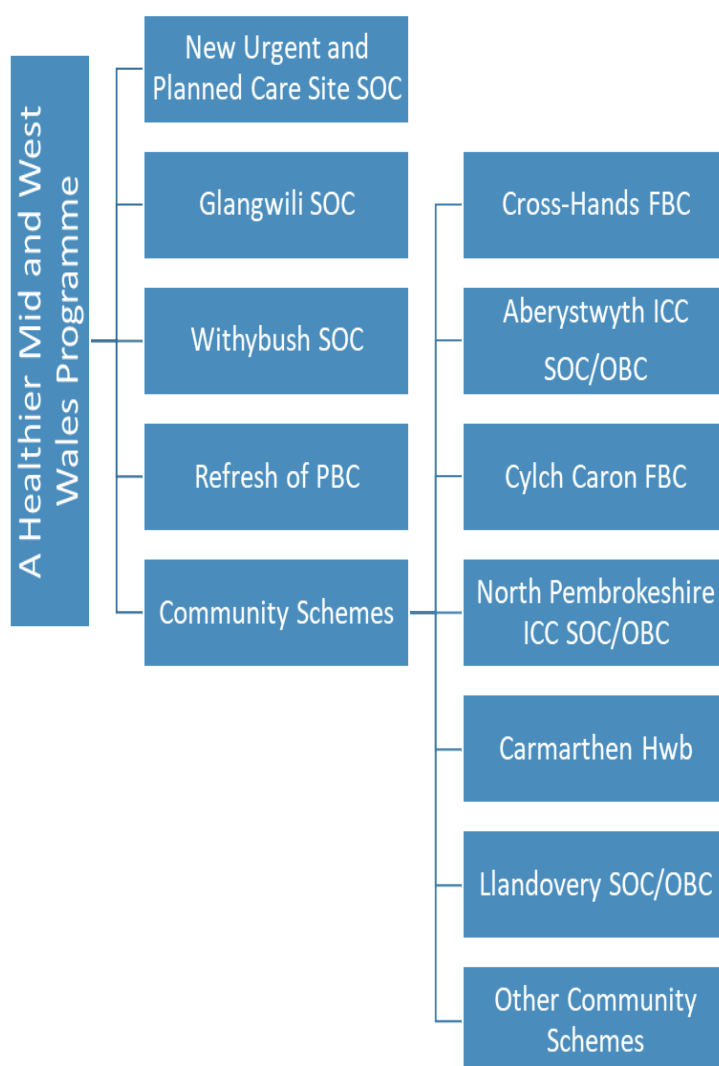 A Healthier Mid and West
Wales Programme
New Urgent and
Planned Care Site SOC
Glangwili SOC
Withybush SOC
Refresh of PBC
Community Schemes
Cross-Hands FBC
Aberystwyth ICC
SOC/OBC
Cylch Caron FBC
North Pembrokeshire
ICC SOC/OBC
Carmarthen Hwb
Llandovery SOC/OBC
Other Community
Schemes